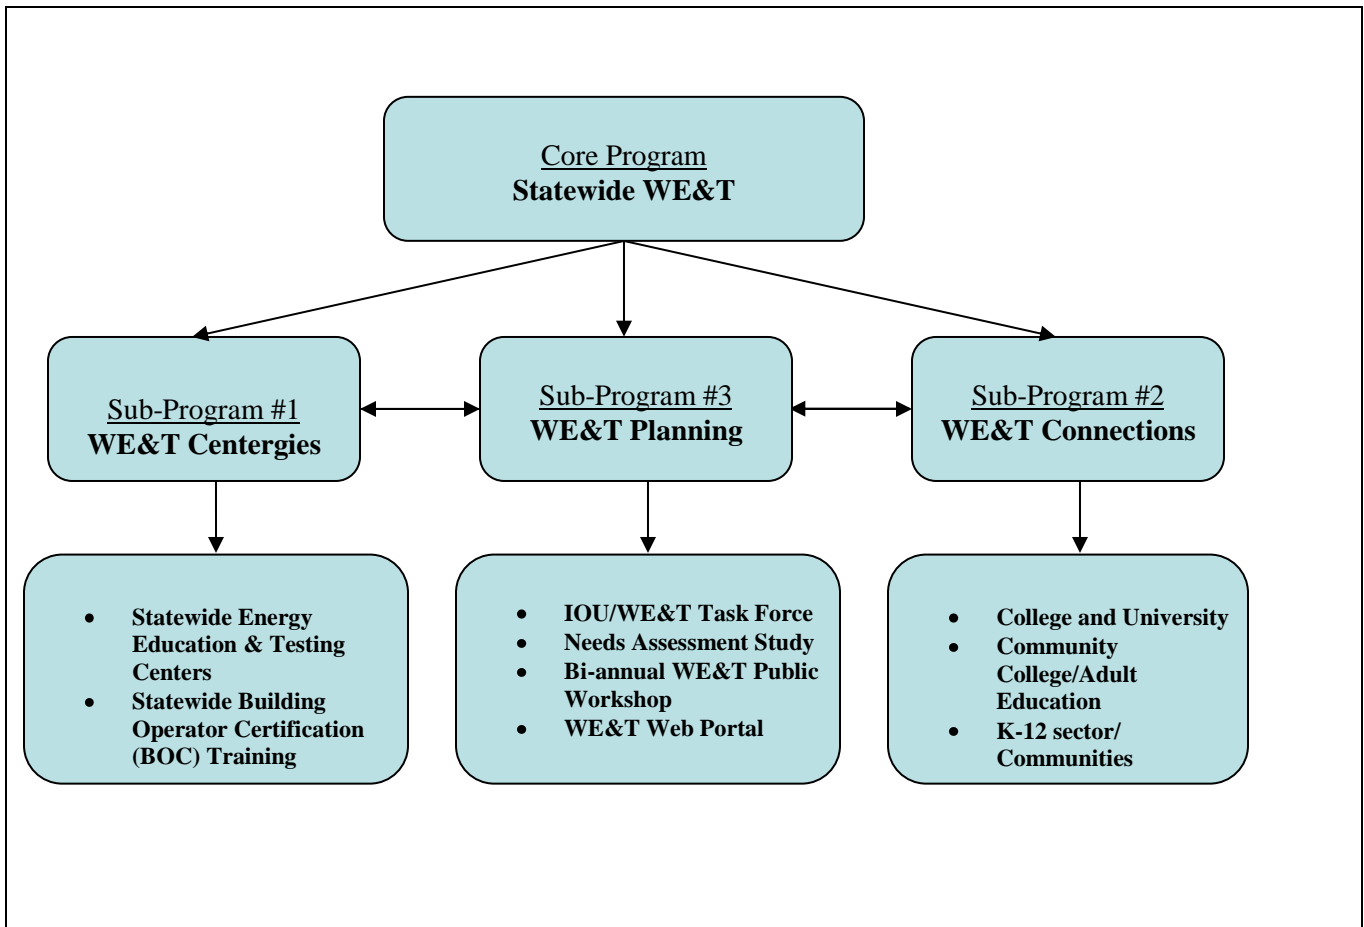 Core Program
Statewide WE&T
Sub-Program #1
WE&T Centergies
Sub-Program #3
WE&T Planning
Sub-Program #2
WE&T Connections
• Statewide Energy
Education & Testing
Centers
• Statewide Building
Operator Certification
(BOC) Training
• IOU/WE&T Task Force
• Needs Assessment Study
• Bi-annual WE&T Public
Workshop
• WE&T Web Portal
• College and University
• Community
College/Adult
Education
• K-12 sector/
Communities